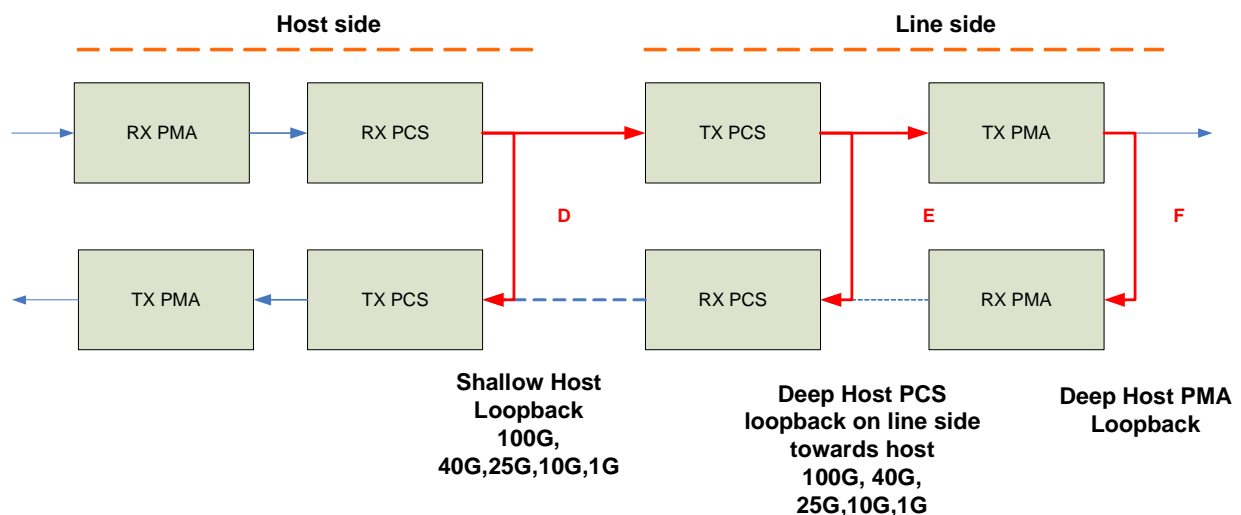 Host side
Line side
RX PMA
RX PCS
TX PCS
TX PMA
D
E
F
TX PMA
TX PCS
RX PCS
RX PMA
Shallow Host
Loopback
100G,
40G,25G,10G,1G
Deep Host PCS
loopback on line side
towards host
100G, 40G,
25G,10G,1G
Deep Host PMA
Loopback